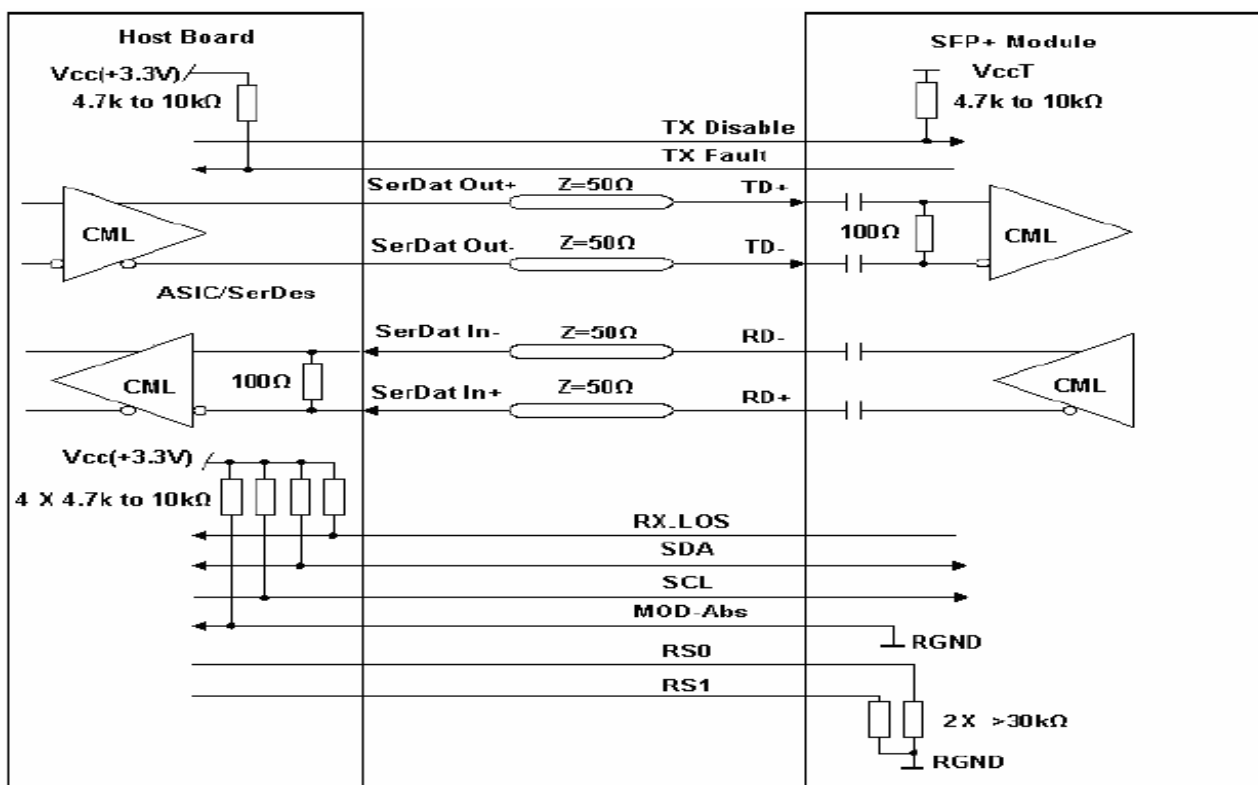 Host Board
SFP+ Module
Vcc(+3.3V)
4.7k to 10kΩ
VccT
4.7k to 10kΩ
TX Disable
TX Fault
SerDat Out+
Z=50Ω
TD+
CML
100Ω
CML
SerDat Out-
Z=50Ω
TD-
ASIC/SerDes
SerDat In-
Z=50Ω
RD-
CML
100Ω
CML
SerDat In+
Z=50Ω
RD+
Vcc(+3.3V)
4 X 4.7k to 10kΩ
RX_LOS
SDA
SCL
MOD-Abs
RGND
RS0
RS1
2X >30kΩ
RGND